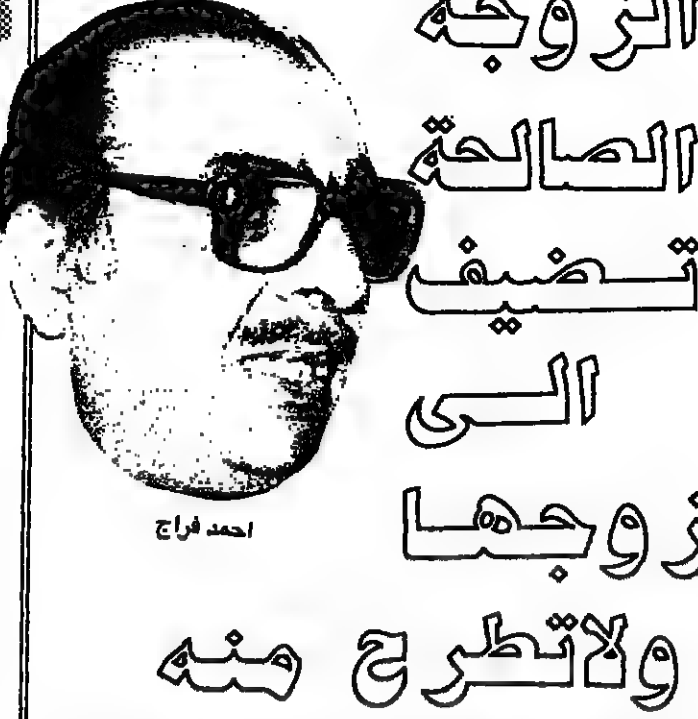 الزوجة
الصالحة
تضيف
الى
زوجها
ولاتطرح منه
احمد فراج